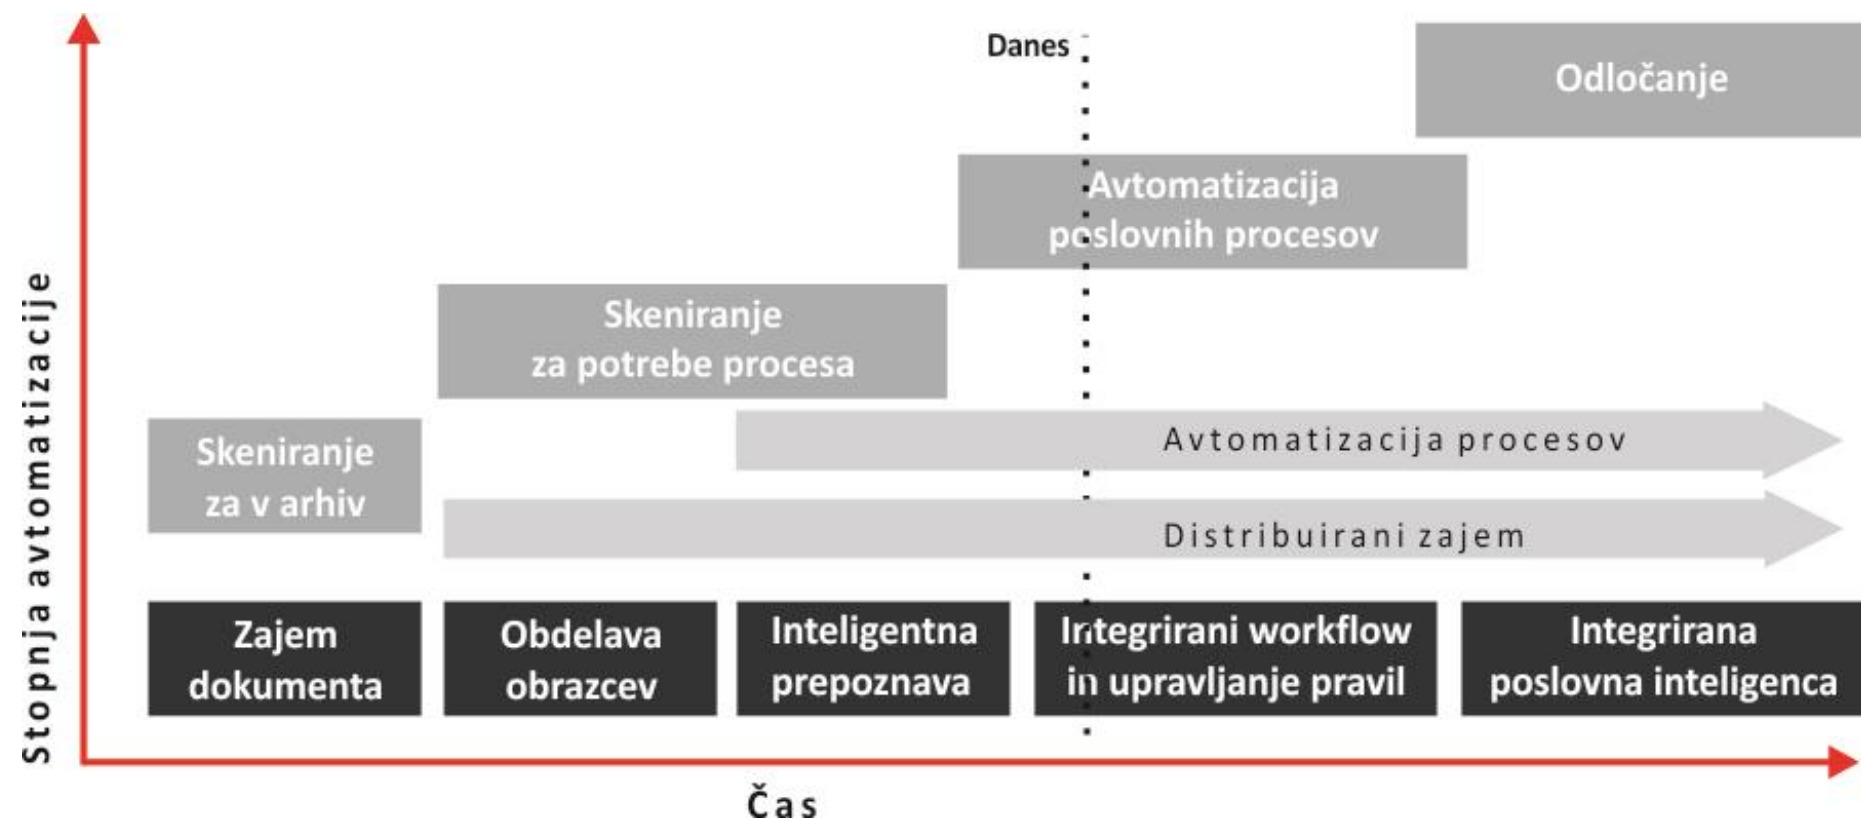 Danes
Odločanje
Avtomatizacija
poslovnih procesov
Skeniranje
za potrebe procesa
Skeniranje
za v arhiv
Avtomatizacija procesov
Distribuirani zajem
Zajem
dokumenta
Obdelava
obrazcev
Inteligentna
prepoznava
Integrirani workflow
in upravljanje pravil
Integrirana
poslovna inteligenca
Stopnja avtomatizacije
Čas